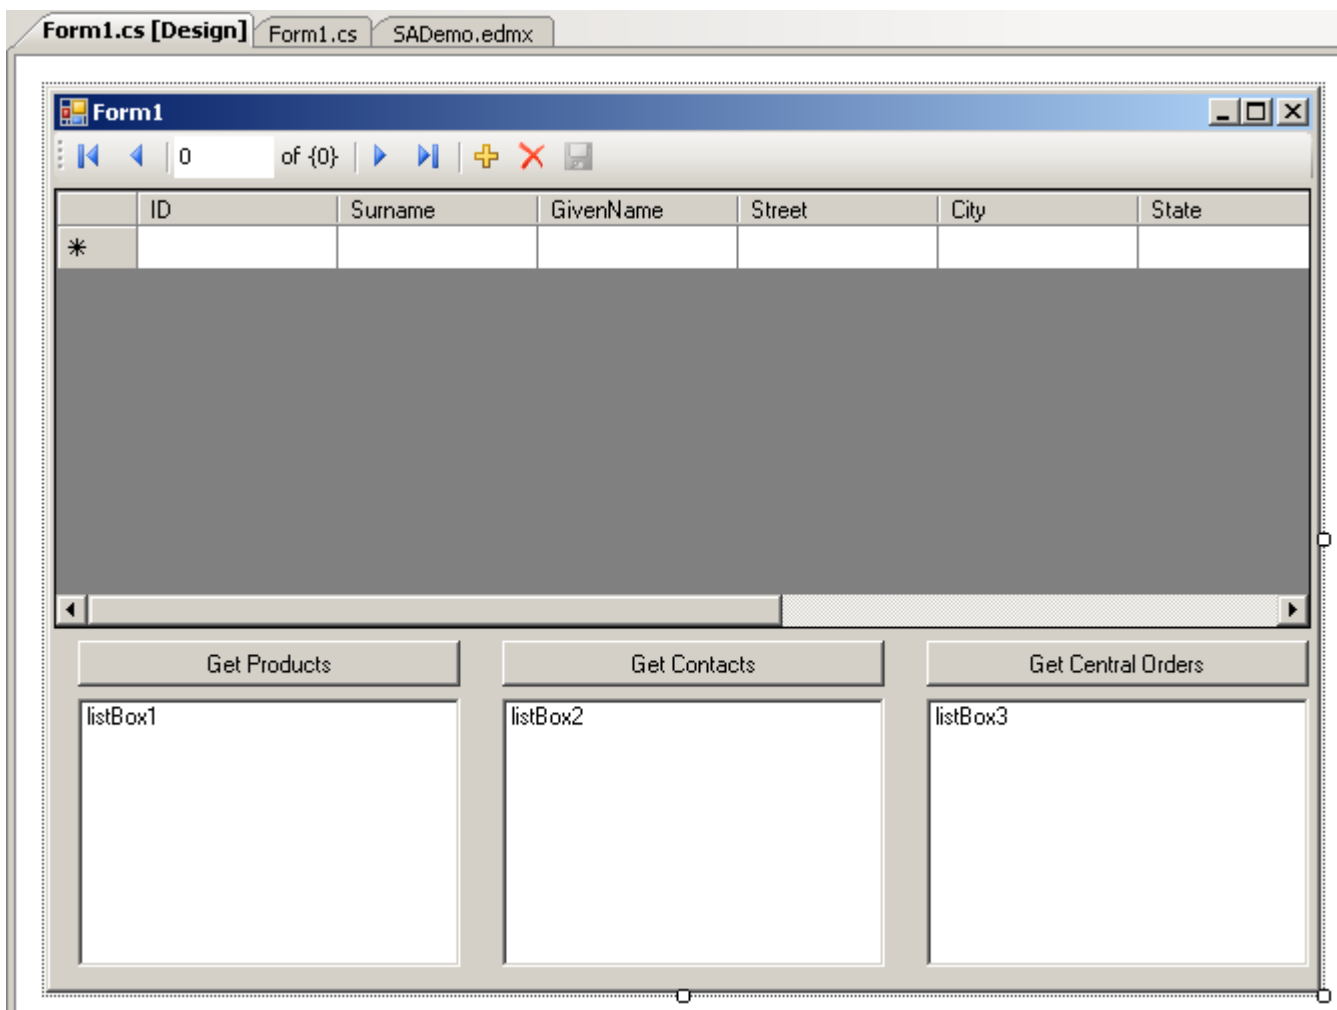 Form1.cs [Design] Form1.cs SADemo.edmx
Form1
0 of {0}
ID Surname GivenName Street City State
Get Products Get Contacts Get Central Orders
listBox1 listBox2 listBox3